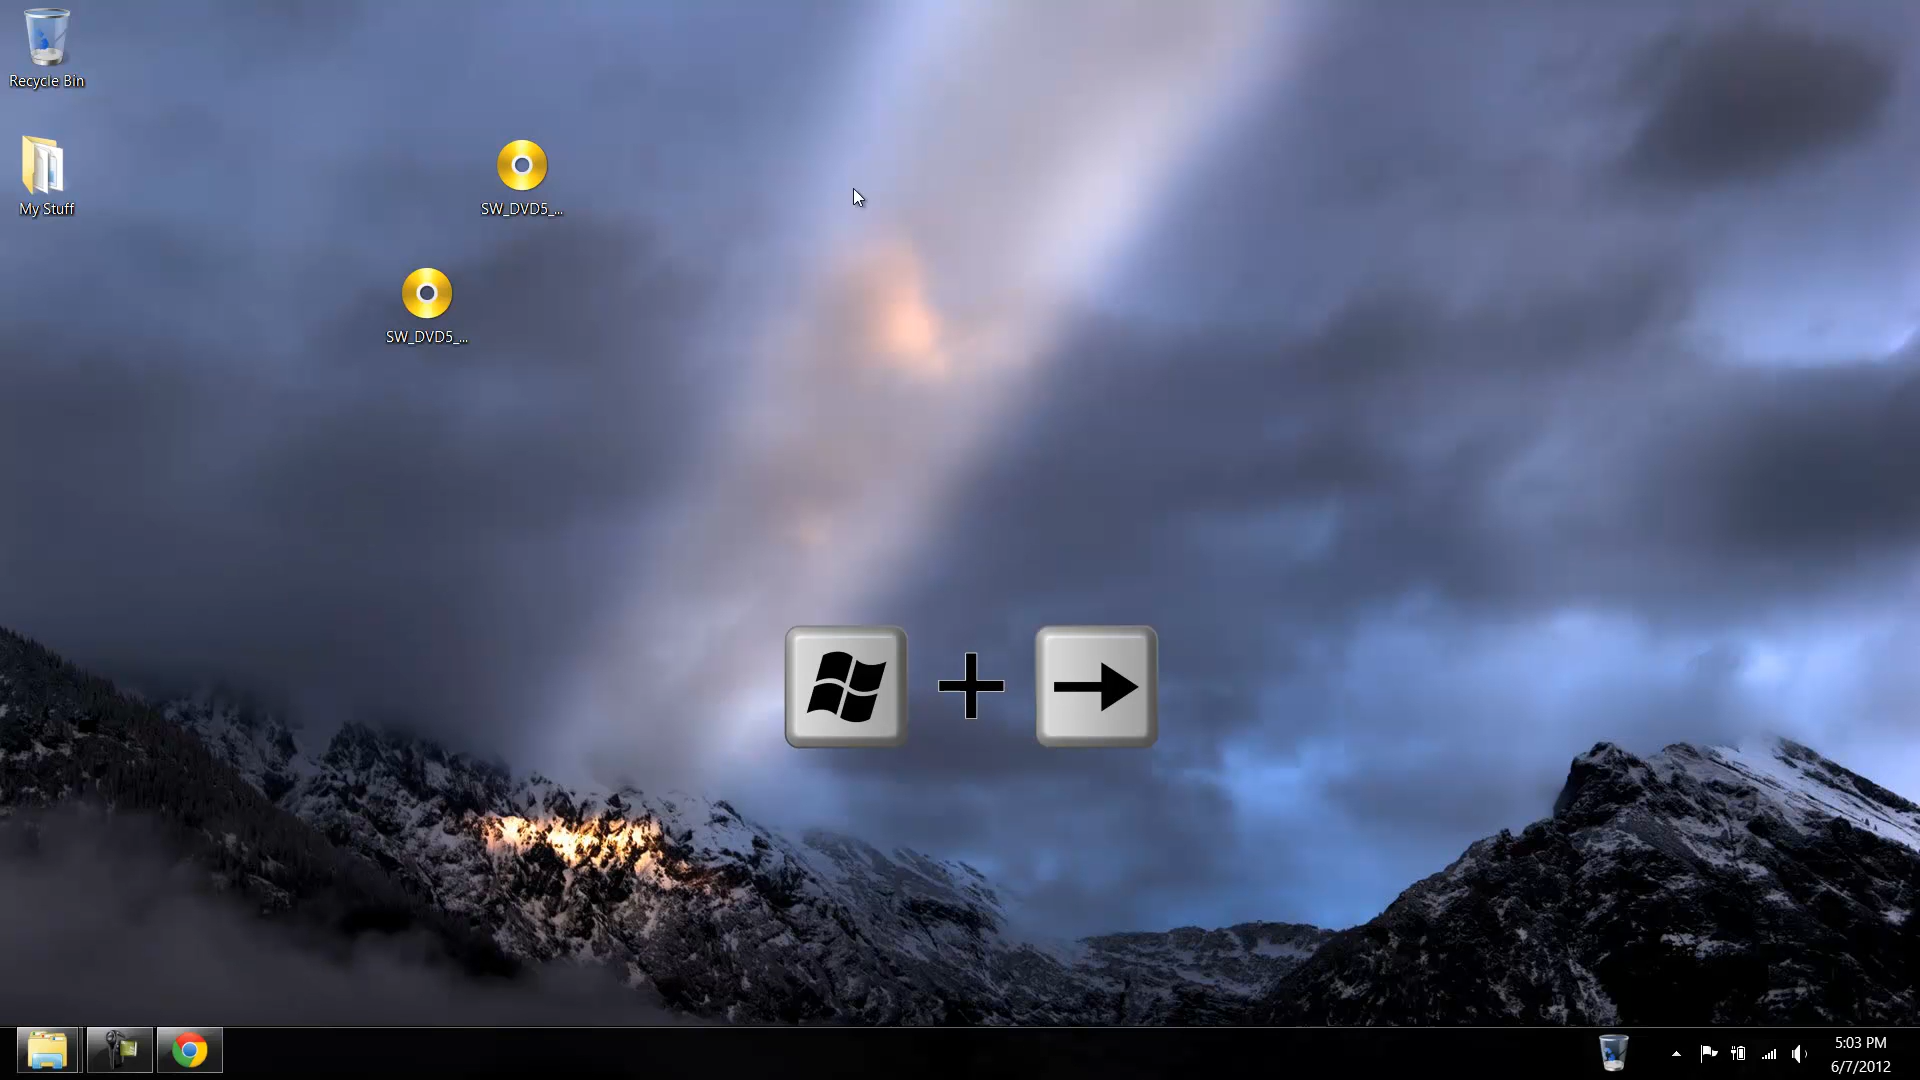 Recycle Bin
My Stuff
SW_DVD5_...
SW_DVD5_...
5:03 PM
6/7/2012